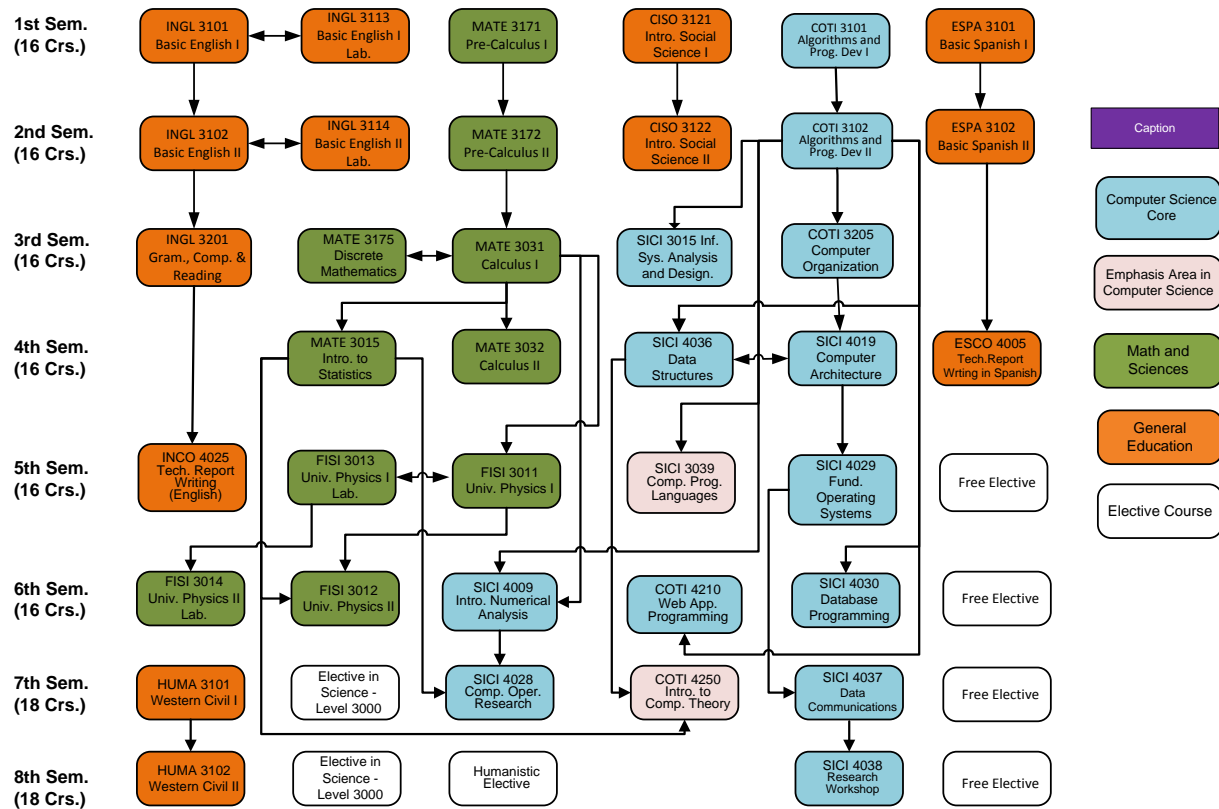 1st Sem.
(16 Crs.)
INGL 3101
Basic English I
INGL 3113
Basic English I
Lab.
MATE 3171
Pre-Calculus I
CISO 3121
Intro. Social
Science I
COTI 3101
Algorithms and
Prog. Dev I
ESPA 3101
Basic Spanish I
2nd Sem.
(16 Crs.)
INGL 3102
Basic English II
INGL 3114
Basic English II
Lab.
MATE 3172
Pre-Calculus II
CISO 3122
Intro. Social
Science II
COTI 3102
Algorithms and
Prog. Dev II
ESPA 3102
Basic Spanish II
Caption
Computer Science
Core
3rd Sem.
(16 Crs.)
INGL 3201
Gram., Comp. &
Reading
MATE 3175
Discrete
Mathematics
MATE 3031
Calculus I
SICI 3015 Inf.
Sys. Analysis
and Design.
COTI 3205
Computer
Organization
Emphasis Area in
Computer Science
4th Sem.
(16 Crs.)
MATE 3015
Intro. to
Statistics
MATE 3032
Calculus II
SICI 4036
Data
Structures
SICI 4019
Computer
Architecture
ESCO 4005
Tech.Report
Wrting in Spanish
Math and
Sciences
General
Education
5th Sem.
(16 Crs.)
INCO 4025
Tech. Report
Writing
(English)
FISI 3013
Univ. Physics I
Lab.
FISI 3011
Univ. Physics I
SICI 3039
Comp. Prog.
Languages
SICI 4029
Fund.
Operating
Systems
Free Elective
Elective Course
6th Sem.
(16 Crs.)
FISI 3014
Univ. Physics II
Lab.
FISI 3012
Univ. Physics II
SICI 4009
Intro. Numerical
Analysis
COTI 4210
Web App.
Programming
SICI 4030
Database
Programming
Free Elective
7th Sem.
(18 Crs.)
HUMA 3101
Western Civil I
Elective in
Science -
Level 3000
SICI 4028
Comp. Oper.
Research
COTI 4250
Intro. to
Comp. Theory
SICI 4037
Data
Communications
Free Elective
8th Sem.
(18 Crs.)
HUMA 3102
Western Civil II
Elective in
Science -
Level 3000
Humanistic
Elective
SICI 4038
Research
Workshop
Free Elective